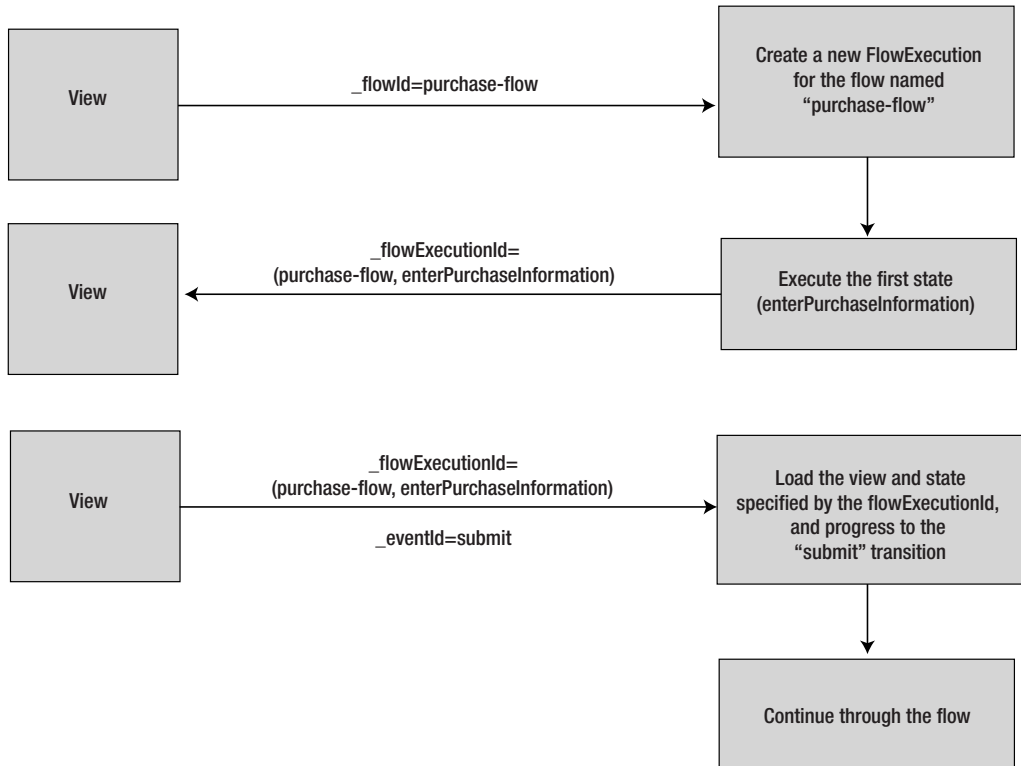 View
_flowId=purchase-flow
Create a new FlowExecution
for the flow named
“purchase-flow”
View
_flowExecutionId=
(purchase-flow, enterPurchaseInformation)
Execute the first state
(enterPurchaseInformation)
View
_flowExecutionId=
(purchase-flow, enterPurchaseInformation)
_eventId=submit
Load the view and state
specified by the flowExecutionId,
and progress to the
“submit” transition
Continue through the flow